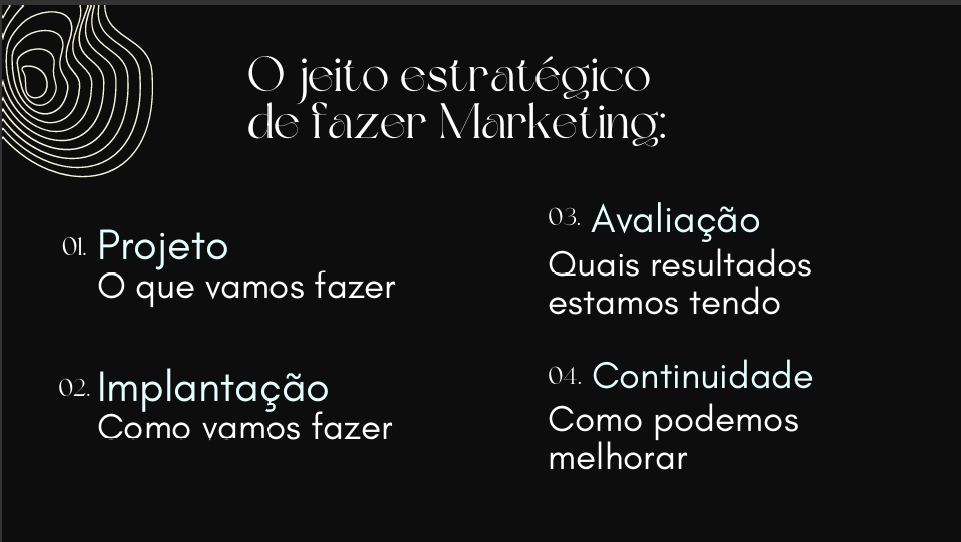 O jeito estratégico
de fazer Marketing:
01. Projeto
O que vamos fazer
02. Implantação
Como vamos fazer
03. Avaliação
Quais resultados
estamos tendo
04. Continuidade
Como podemos
melhorar